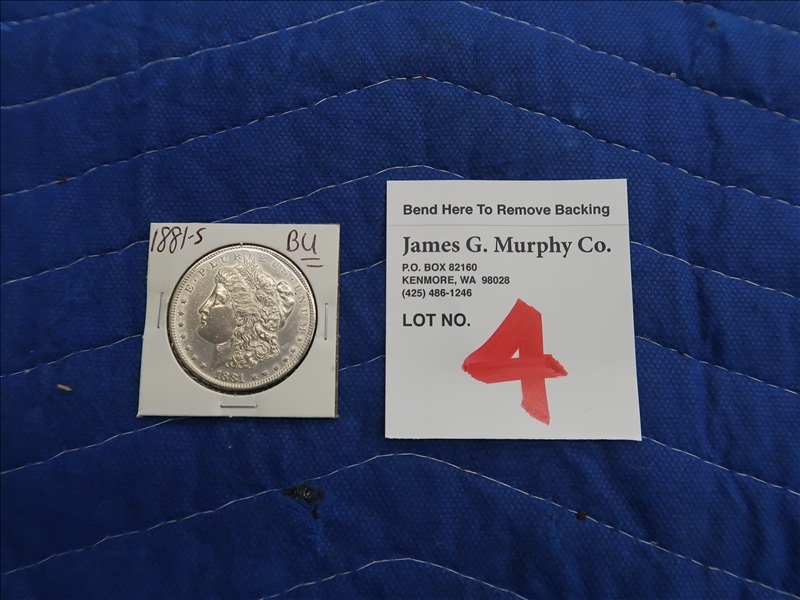 1881-S BU
E·PLURIBUS·UNUM
1881
Bend Here To Remove Backing
James G. Murphy Co.
P.O. BOX 82160
KENMORE, WA 98028
(425) 486-1246
LOT NO.
4